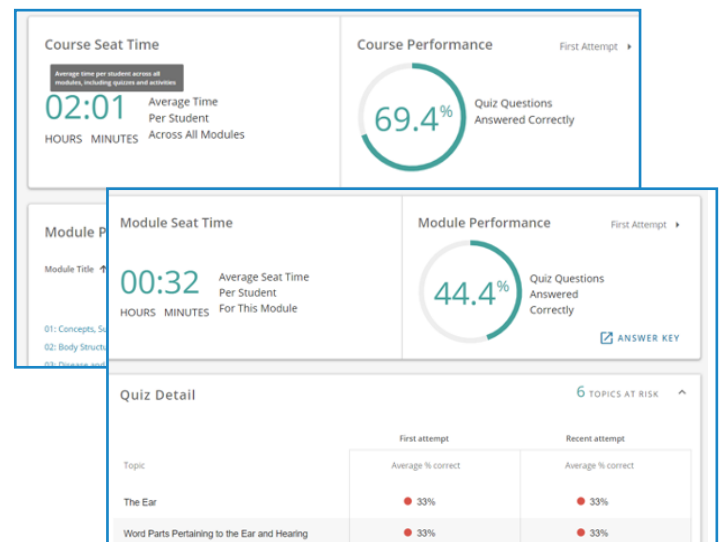 Course Seat Time
Average time per student across all
modules, including quizzes and activities
02:01
HOURS MINUTES
Average Time
Per Student
Across All Modules
Course Performance
First Attempt
69.4%
Quiz Questions
Answered Correctly
Module P
Module Title
01: Concepts, Su
02: Body Structu
03: Disease and
Module Seat Time
00:32
HOURS MINUTES
Average Seat Time
Per Student
For This Module
Module Performance
First Attempt
44.4%
Quiz Questions
Answered
Correctly
ANSWER KEY
Quiz Detail
6 TOPICS AT RISK
First attempt
Recent attempt
Topic
Average % correct
Average % correct
The Ear
33%
33%
Word Parts Pertaining to the Ear and Hearing
33%
33%